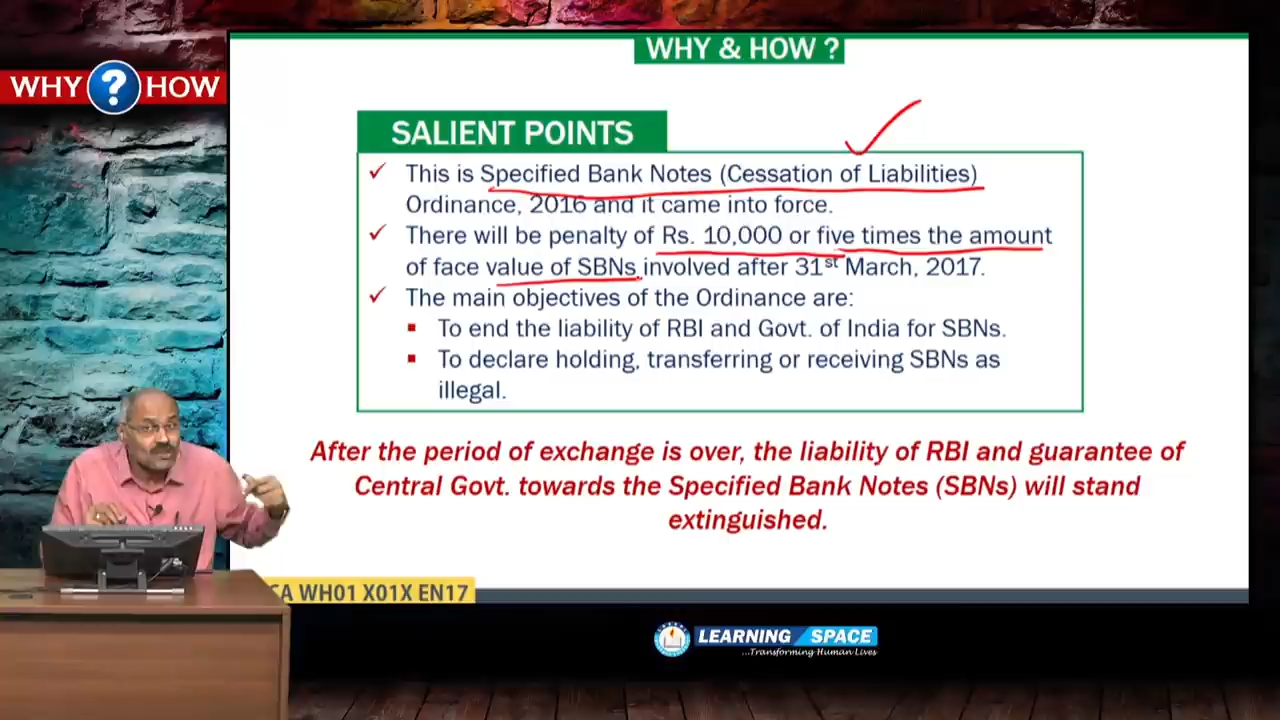 WHY & HOW ?
WHY ? HOW
SALIENT POINTS
This is Specified Bank Notes (Cessation of Liabilities)
Ordinance, 2016 and it came into force.
There will be penalty of Rs. 10,000 or five times the amount
of face value of SBNs involved after 31st March, 2017.
The main objectives of the Ordinance are:
To end the liability of RBI and Govt. of India for SBNs.
To declare holding, transferring or receiving SBNs as
illegal.
After the period of exchange is over, the liability of RBI and guarantee of
Central Govt. towards the Specified Bank Notes (SBNs) will stand
extinguished.
CA WH01 X01X EN17
LEARNING SPACE
...Transforming Human Lives